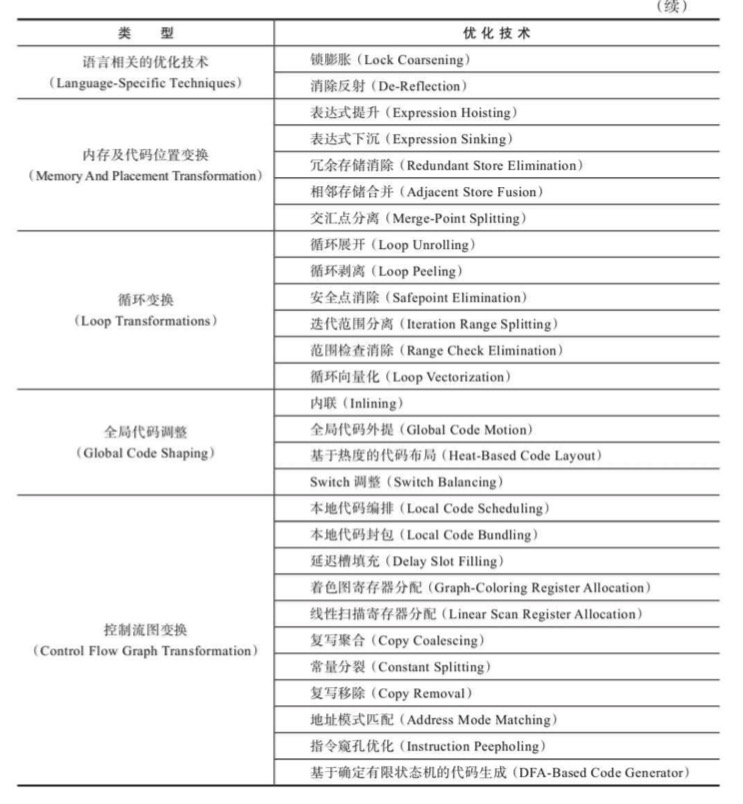 （续）
类 型 优 化 技 术
语言相关的优化技术
（Language-Specific Techniques）
锁膨胀（Lock Coarsening）
消除反射（De-Reflection）
内存及代码位置变换
（Memory And Placement Transformation）
表达式提升（Expression Hoisting）
表达式下沉（Expression Sinking）
冗余存储消除（Redundant Store Elimination）
相邻存储合并（Adjacent Store Fusion）
交汇点分离（Merge-Point Splitting）
循环变换
（Loop Transformations）
循环展开（Loop Unrolling）
循环剥离（Loop Peeling）
安全点消除（Safepoint Elimination）
迭代范围分离（Iteration Range Splitting）
范围检查消除（Range Check Elimination）
循环向量化（Loop Vectorization）
全局代码调整
（Global Code Shaping）
内联（Inlining）
全局代码外提（Global Code Motion）
基于热度的代码布局（Heat-Based Code Layout）
Switch 调整（Switch Balancing）
控制流图变换
（Control Flow Graph Transformation）
本地代码编排（Local Code Scheduling）
本地代码封包（Local Code Bundling）
延迟槽填充（Delay Slot Filling）
着色图寄存器分配（Graph-Coloring Register Allocation）
线性扫描寄存器分配（Linear Scan Register Allocation）
复写聚合（Copy Coalescing）
常量分裂（Constant Splitting）
复写移除（Copy Removal）
地址模式匹配（Address Mode Matching）
指令窥孔优化（Instruction Peepholing）
基于确定有限状态机的代码生成（DFA-Based Code Generator）